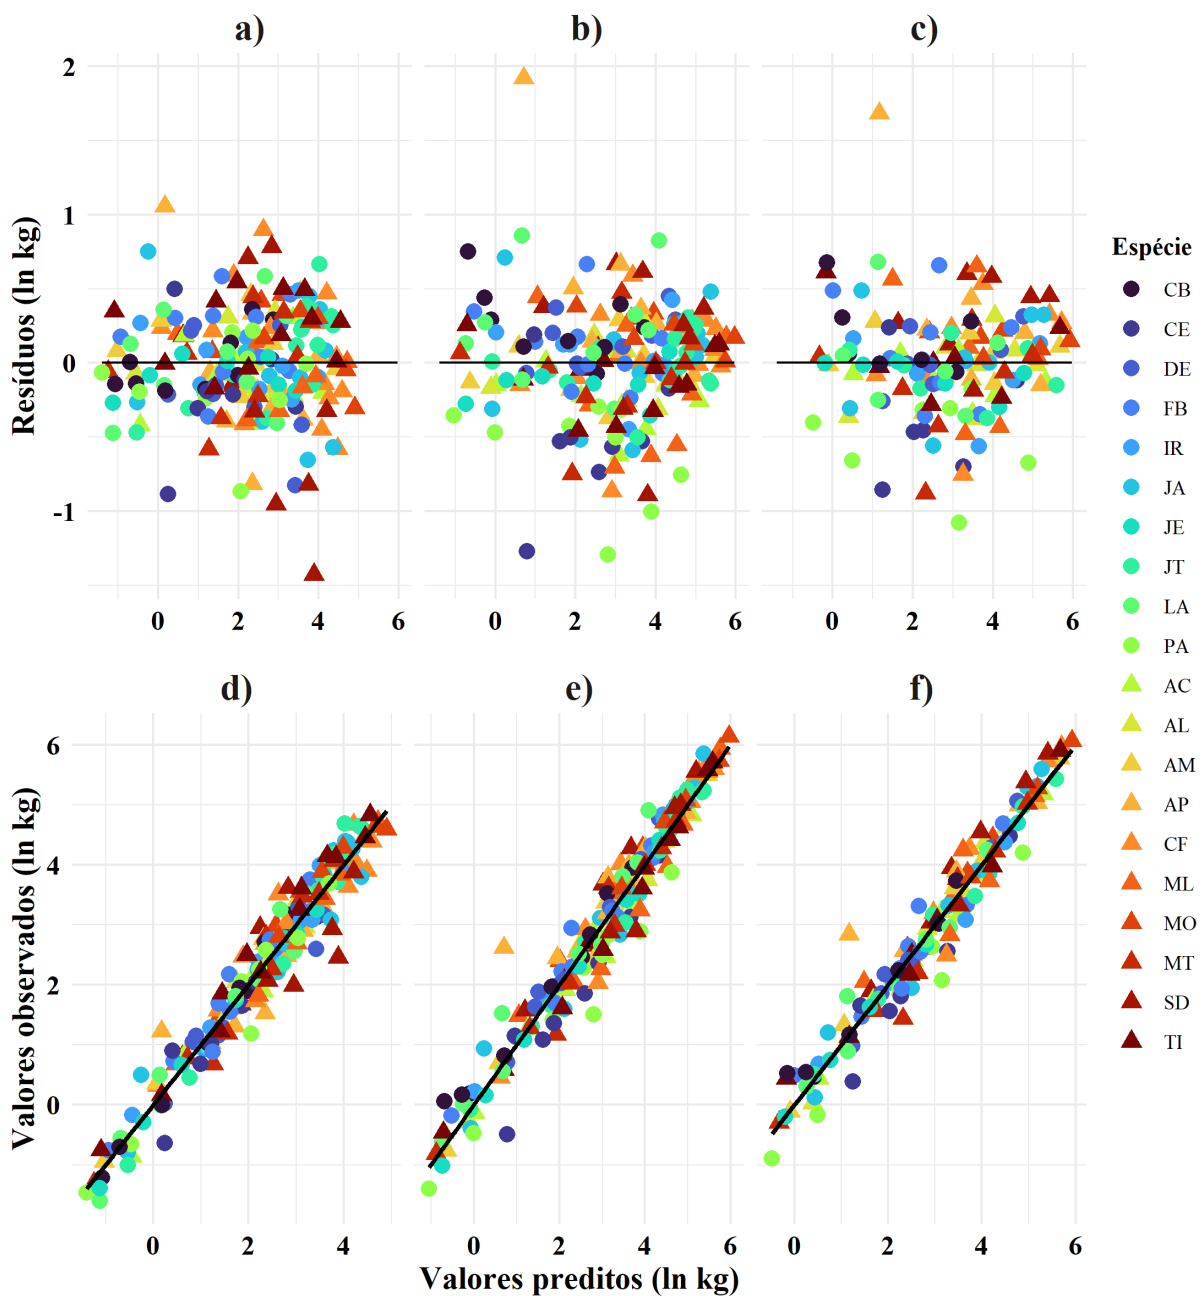 a) b) c)
2
1
0
-1
Resíduos (ln kg)
0 2 4 6 0 2 4 6 0 2 4 6
d) e) f)
6
4
2
0
Valores observados (ln kg)
0 2 4 0 2 4 6 0 2 4 6
Valores preditos (ln kg)
Espécie
CB
CE
DE
FB
IR
JA
JE
JT
LA
PA
AC
AL
AM
AP
CF
ML
MO
MT
SD
TI